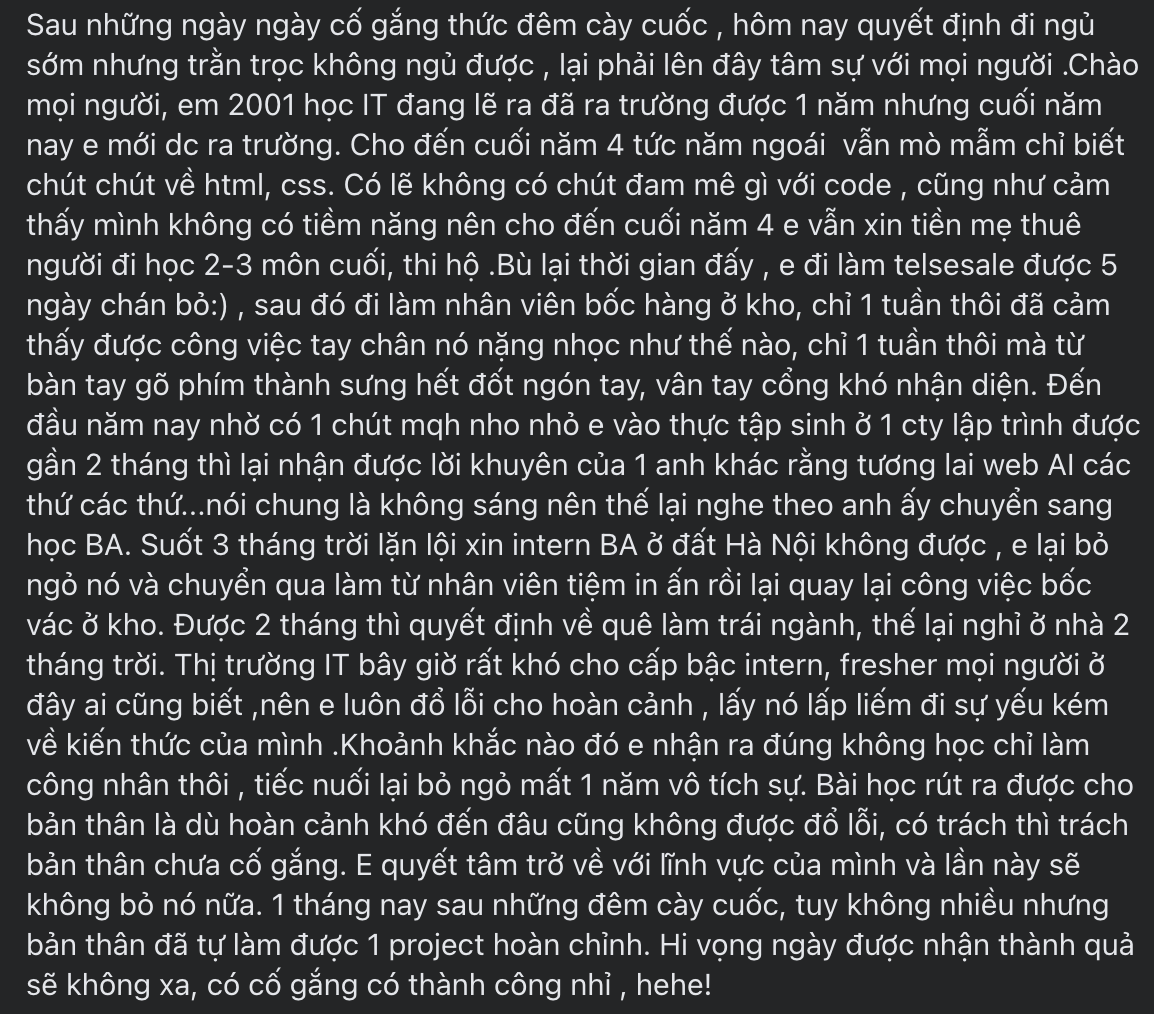 Sau những ngày ngày cố gắng thức đêm cày cuốc , hôm nay quyết định đi ngủ
sớm nhưng trằn trọc không ngủ được , lại phải lên đây tâm sự với mọi người .Chào
mọi người, em 2001 học IT đang lẽ ra đã ra trường được 1 năm nhưng cuối năm
nay e mới dc ra trường. Cho đến cuối năm 4 tức năm ngoái  vẫn mò mẫm chỉ biết
chút chút về html, css. Có lẽ không có chút đam mê gì với code , cũng như cảm
thấy mình không có tiềm năng nên cho đến cuối năm 4 e vẫn xin tiền mẹ thuê
người đi học 2-3 môn cuối, thi hộ .Bù lại thời gian đấy , e đi làm telsesale được 5
ngày chán bỏ:) , sau đó đi làm nhân viên bốc hàng ở kho, chỉ 1 tuần thôi đã cảm
thấy được công việc tay chân nó nặng nhọc như thế nào, chỉ 1 tuần thôi mà từ
bàn tay gõ phím thành sưng hết đốt ngón tay, vân tay cổng khó nhận diện. Đến
đầu năm nay nhờ có 1 chút mqh nho nhỏ e vào thực tập sinh ở 1 cty lập trình được
gần 2 tháng thì lại nhận được lời khuyên của 1 anh khác rằng tương lai web AI các
thứ các thứ...nói chung là không sáng nên thế lại nghe theo anh ấy chuyển sang
học BA. Suốt 3 tháng trời lặn lội xin intern BA ở đất Hà Nội không được , e lại bỏ
ngỏ nó và chuyển qua làm từ nhân viên tiệm in ấn rồi lại quay lại công việc bốc
vác ở kho. Được 2 tháng thì quyết định về quê làm trái ngành, thế lại nghỉ ở nhà 2
tháng trời. Thị trường IT bây giờ rất khó cho cấp bậc intern, fresher mọi người ở
đây ai cũng biết ,nên e luôn đổ lỗi cho hoàn cảnh , lấy nó lấp liếm đi sự yếu kém
về kiến thức của mình .Khoảnh khắc nào đó e nhận ra đúng không học chỉ làm
công nhân thôi , tiếc nuối lại bỏ ngỏ mất 1 năm vô tích sự. Bài học rút ra được cho
bản thân là dù hoàn cảnh khó đến đâu cũng không được đổ lỗi, có trách thì trách
bản thân chưa cố gắng. E quyết tâm trở về với lĩnh vực của mình và lần này sẽ
không bỏ nó nữa. 1 tháng nay sau những đêm cày cuốc, tuy không nhiều nhưng
bản thân đã tự làm được 1 project hoàn chỉnh. Hi vọng ngày được nhận thành quả
sẽ không xa, có cố gắng có thành công nhỉ , hehe!